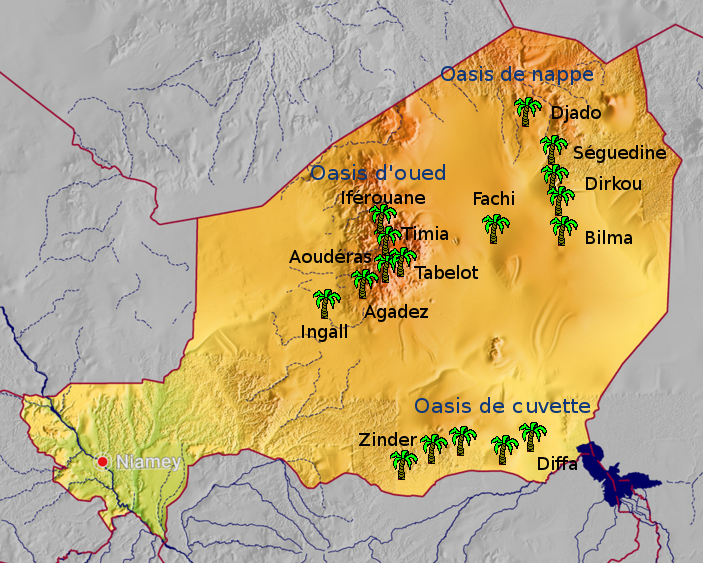 Oasis de nappe
Djado
Séguedine
Oasis d'oued
Dirkou
Iférouane
Fachi
Timia
Bilma
Aoudéras
Tabelot
Agadez
Ingall
Oasis de cuvette
Zinder
Niamey
Diffa